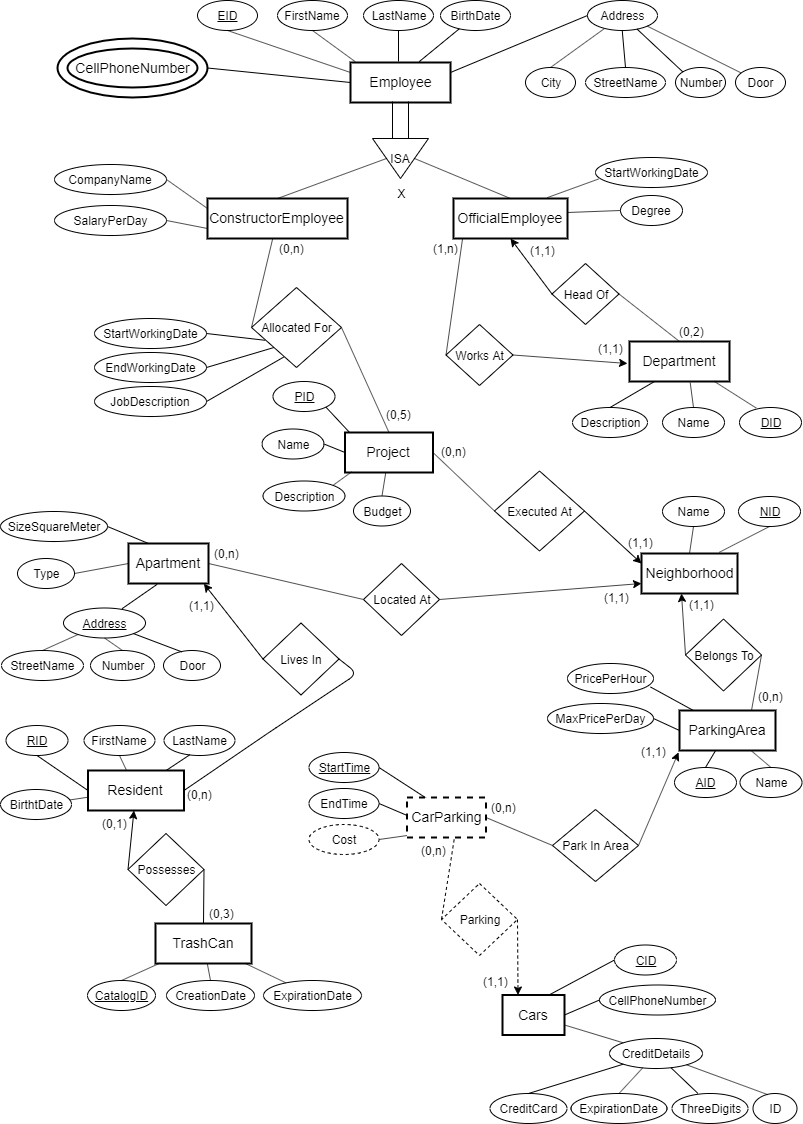 EID
FirstName
LastName
BirthDate
Address
CellPhoneNumber
Employee
City
StreetName
Number
Door
ISA
X
CompanyName
SalaryPerDay
ConstructorEmployee
OfficialEmployee
StartWorkingDate
Degree
(0,n)
(1,n)
(1,1)
Head Of
StartWorkingDate
EndWorkingDate
JobDescription
Allocated For
Works At
(1,1)
(0,2)
Department
Description
Name
DID
PID
(0,5)
Name
Project
(0,n)
Description
Budget
Executed At
Name
NID
(1,1)
Neighborhood
SizeSquareMeter
Type
Apartment
(0,n)
(1,1)
Located At
(1,1)
(1,1)
Address
StreetName
Number
Door
Lives In
Belongs To
PricePerHour
MaxPricePerDay
(0,n)
ParkingArea
(1,1)
AID
Name
RID
FirstName
LastName
BirthtDate
Resident
(0,n)
(0,1)
StartTime
EndTime
Cost
CarParking
(0,n)
(0,n)
Park In Area
Possesses
(0,3)
TrashCan
CatalogID
CreationDate
ExpirationDate
Parking
(1,1)
Cars
CID
CellPhoneNumber
CreditDetails
CreditCard
ExpirationDate
ThreeDigits
ID